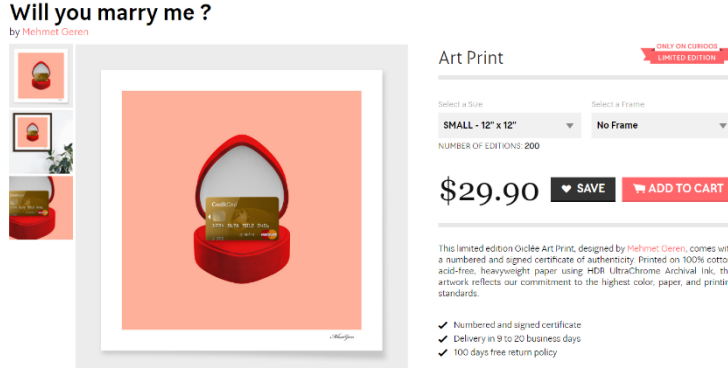 Will you marry me ?
by Mehmet Geren
Art Print
ONLY ON CURIOOS
LIMITED EDITION
Select a Size
Select a Frame
SMALL - 12" x 12"
No Frame
NUMBER OF EDITIONS: 200
$29.90
SAVE
ADD TO CART
CreditCard
This limited edition Giclée Art Print, designed by Mehmet Geren, comes wit
a numbered and signed certificate of authenticity. Printed on 100% cotto
acid-free, heavyweight paper using HDR UltraChrome Archival Ink, th
artwork reflects our commitment to the highest color, paper, and printin
standards.
Numbered and signed certificate
Delivery in 9 to 20 business days
100 days free return policy